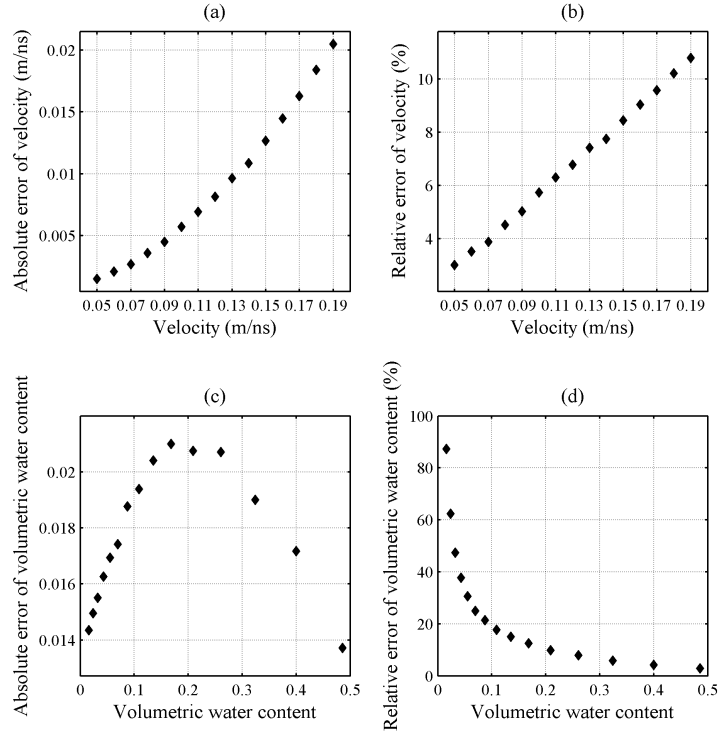 (a)
(b)
Absolute error of velocity (m/ns)
0.02
0.015
0.01
0.005
0.05 0.07 0.09 0.11 0.13 0.15 0.17 0.19
Velocity (m/ns)
Relative error of velocity (%)
10
8
6
4
0.05 0.07 0.09 0.11 0.13 0.15 0.17 0.19
Velocity (m/ns)
(c)
(d)
Absolute error of volumetric water content
0.02
0.018
0.016
0.014
0 0.1 0.2 0.3 0.4 0.5
Volumetric water content
Relative error of volumetric water content (%)
100
80
60
40
20
0
0 0.1 0.2 0.3 0.4 0.5
Volumetric water content